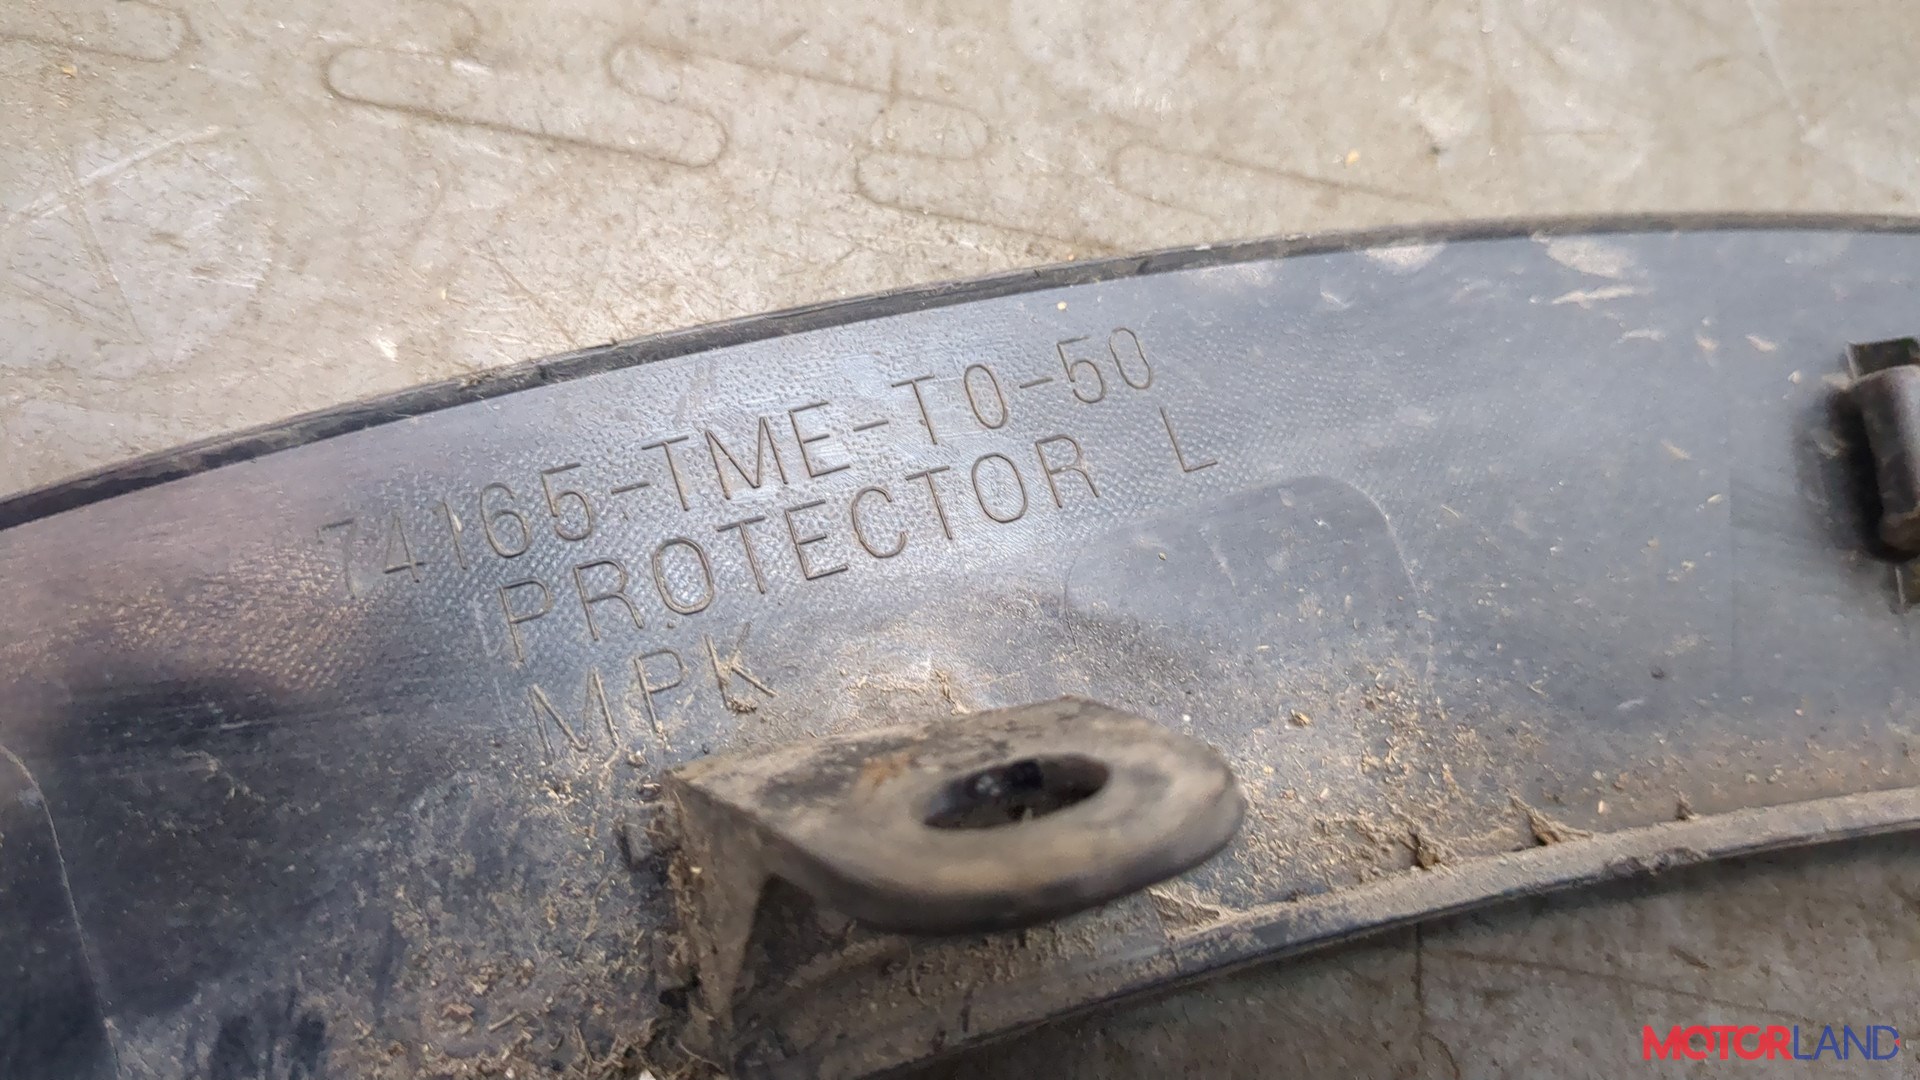 74165-TME-T0-50
PROTECTOR L
MPK
MOTORLAND